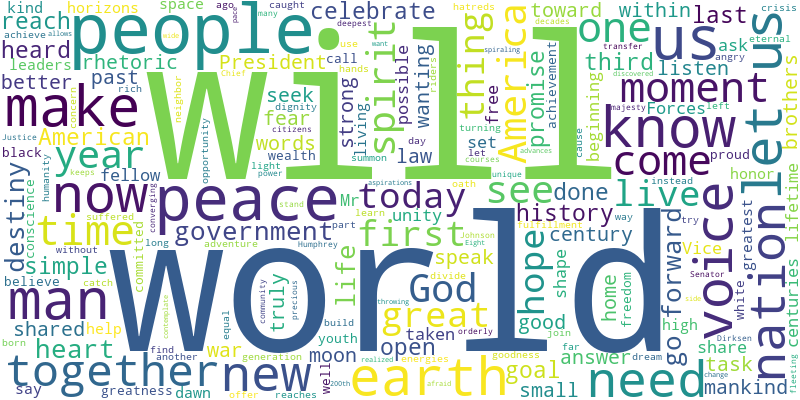 kind
horizons
space
ago
caught
celebrate
toward
within
last
crisis
reach
achieve
allows
people
many
deepest
hatreds
decades
pace
wide
one
us
ask
eternal
heard
leaders
rhetoric
President
use
call
want
spiraling
riders
third
listen
transfer
angry
better
past
Chief
hands
Will
spirit
thing
America
promise
achievement
discovered
concern
rich
seek
dignity
strong
possible
wanting
free
beginning
Forces
left
brothers
make
neighbor
fear
citizens
living
turning
moment
majesty
cause
Justice
American
words
summon
law
day
set
let
know
proud
black
year
opportunity
wealth
light
power
courses
advances
come
instead
honor
lifetime
destiny
conscience
humanity
keeps
fellow
converging
now
peace
aspirations
stand
today
oath
unique
see
done
live
voice
nation
let
us
time
suffered
adventure
government
Mr
learn
unity
history
way
try
greatest
simple
without
committed
long
Humphrey
part
first
Johnson
Eight
fulfillment
century
Vice
white
Senator
centuries
believe
catch
world
life
speak
divide
hope
shape
home
freedom
go forward
side
man
contemplate
truly
community
precious
God
throwing
great
good
join
high
share
Dirksen
shared
help
equal
build
taken
orderly
far
answer
dream
task
change
fleeting
born
heart
war
moon
youth
open
energies
goodness
goal
need
mankind
together
find
another
generation
new
well
realized
afraid
earth
small
say
greatness
dawn
offer
reaches
200th